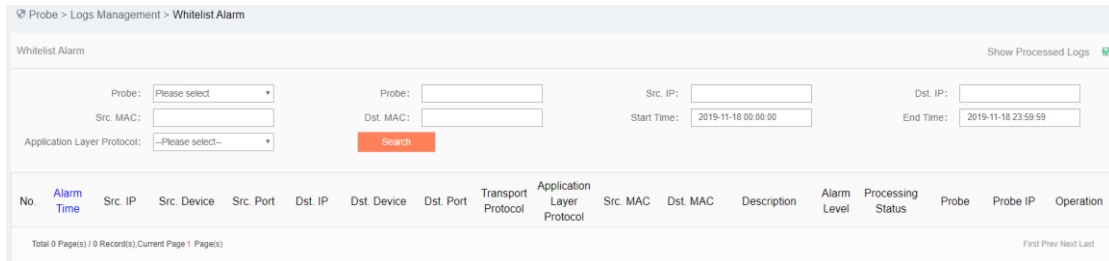 Probe > Logs Management > Whitelist Alarm
Whitelist Alarm Show Processed Logs
Probe: Please select Probe: Src. IP: Dst. IP:
Src. MAC: Dst. MAC: Start Time: 2019-11-18 00:00:00 End Time: 2019-11-18 23:59:59
Application Layer Protocol: --Please select-- Search
No. Alarm Time Src. IP Src. Device Src. Port Dst. IP Dst. Device Dst. Port Transport Protocol Application Layer Protocol Src. MAC Dst. MAC Description Alarm Level Processing Status Probe Probe IP Operation
Total 0 Page(s) / 0 Record(s),Current Page 1 Page(s) First Prev Next Last